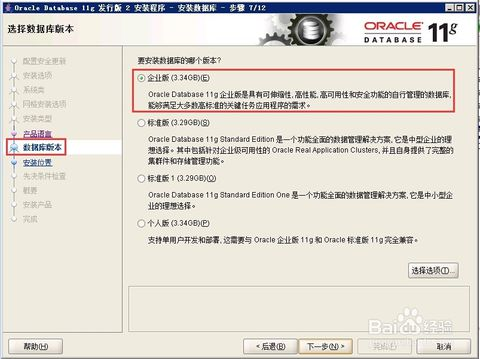 Oracle Database 11g 发行版 2 安装程序 - 安装数据库 - 步骤 7/12
选择数据库版本
ORACLE
DATABASE 11g
配置安全更新
安装选项
系统类
网格安装选项
安装类型
产品语言
数据库版本
安装位置
先决条件检查
概要
安装产品
完成
要安装数据库的哪个版本?
企业版 (3.34GB)(E)
Oracle Database 11g 企业版是具有可伸缩性, 高性能, 高可用性和安全功能的自行管理的数据库,
能够满足大多数高标准的关键任务应用程序的需求。
标准版 (3.29GB)(S)
Oracle Database 11g Standard Edition 是一个功能全面的数据管理解决方案, 它是中型企业的理
想选择。其中包括针对企业级可用性的 Oracle Real Application Clusters, 并且自身提供了完整的
集群件和存储管理功能。
标准版 1 (3.29GB)(O)
Oracle Database 11g Standard Edition One 是一个功能全面的数据管理解决方案, 它是中小型企
业的理想选择。
个人版 (3.34GB)(P)
支持单用户开发和部署, 这需要与 Oracle 企业版 11g 和 Oracle 标准版 11g 完全兼容。
选择选项(T)...
帮助(H)
< 后退(B)
下一步(N) >
完成(F)
取消
Baidu 经验